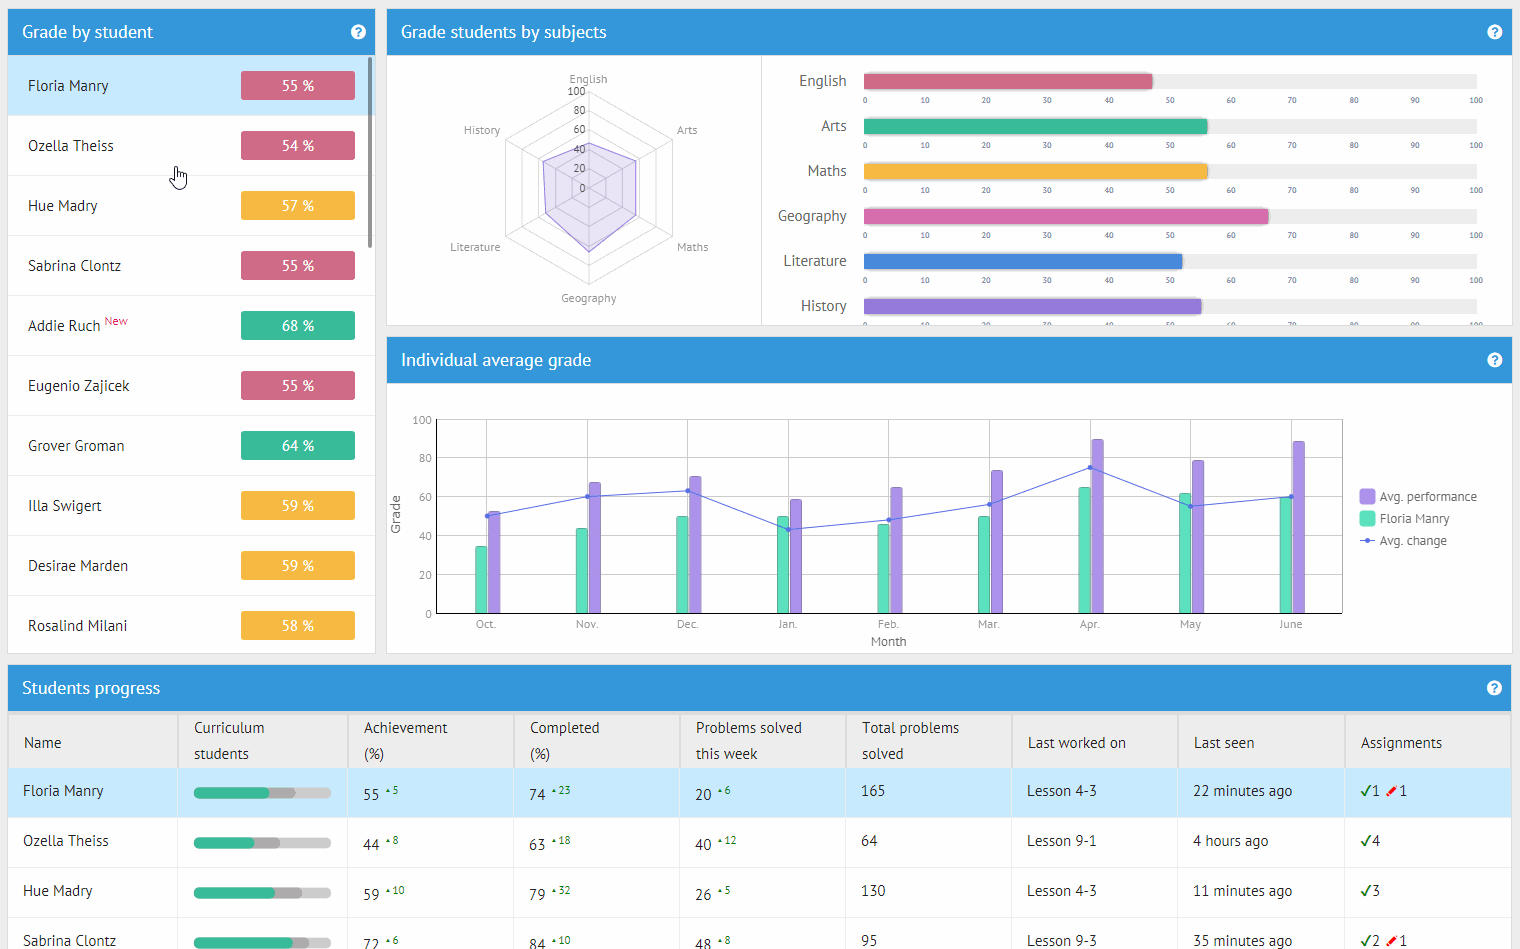 Grade by student ?
Floria Manry 55 %
Ozella Theiss 54 %
Hue Madry 57 %
Sabrina Clontz 55 %
Addie Ruch New 68 %
Eugenio Zajicek 55 %
Grover Groman 64 %
Illa Swigert 59 %
Desirae Marden 59 %
Rosalind Milani 58 %
Grade students by subjects ?
English
100
80
60
40
20
0
History
Arts
Literature
Maths
Geography
English
0 10 20 30 40 50 60 70 80 90 100
Arts
0 10 20 30 40 50 60 70 80 90 100
Maths
0 10 20 30 40 50 60 70 80 90 100
Geography
0 10 20 30 40 50 60 70 80 90 100
Literature
0 10 20 30 40 50 60 70 80 90 100
History
0 10 20 30 40 50 60 70 80 90 100
Individual average grade ?
Grade
100
80
60
40
20
0
Oct. Nov. Dec. Jan. Feb. Mar. Apr. May June
Month
Avg. performance
Floria Manry
Avg. change
Students progress ?
Name
Curriculum
students
Achievement
(%)
Completed
(%)
Problems solved
this week
Total problems
solved
Last worked on
Last seen
Assignments
Floria Manry 55 5 74 23 20 6 165 Lesson 4-3 22 minutes ago ✓1 1
Ozella Theiss 44 8 63 18 40 12 64 Lesson 9-1 4 hours ago ✓4
Hue Madry 59 10 79 32 26 5 130 Lesson 4-3 11 minutes ago ✓3
Sabrina Clontz 72 6 84 10 48 8 95 Lesson 9-3 35 minutes ago ✓2 1